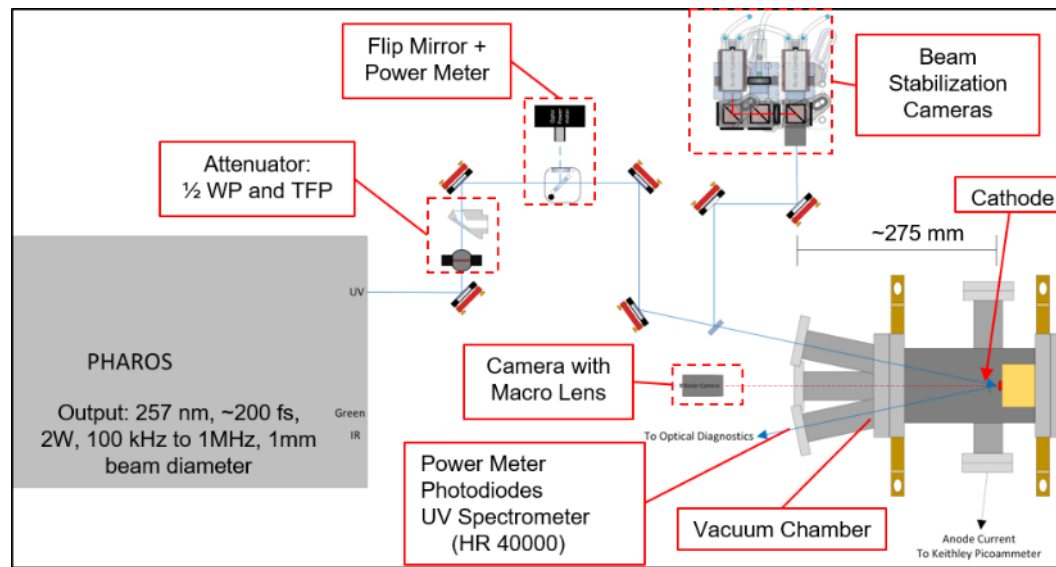 Flip Mirror +
Power Meter
Beam
Stabilization
Cameras
Attenuator:
½ WP and TFP
Cathode
~275 mm
UV
PHAROS
Output: 257 nm, ~200 fs,
2W, 100 kHz to 1MHz, 1mm
beam diameter
Green
IR
Camera with
Macro Lens
To Optical Diagnostics
Power Meter
Photodiodes
UV Spectrometer
(HR 40000)
Vacuum Chamber
Anode Current
To Keithley Picoammeter